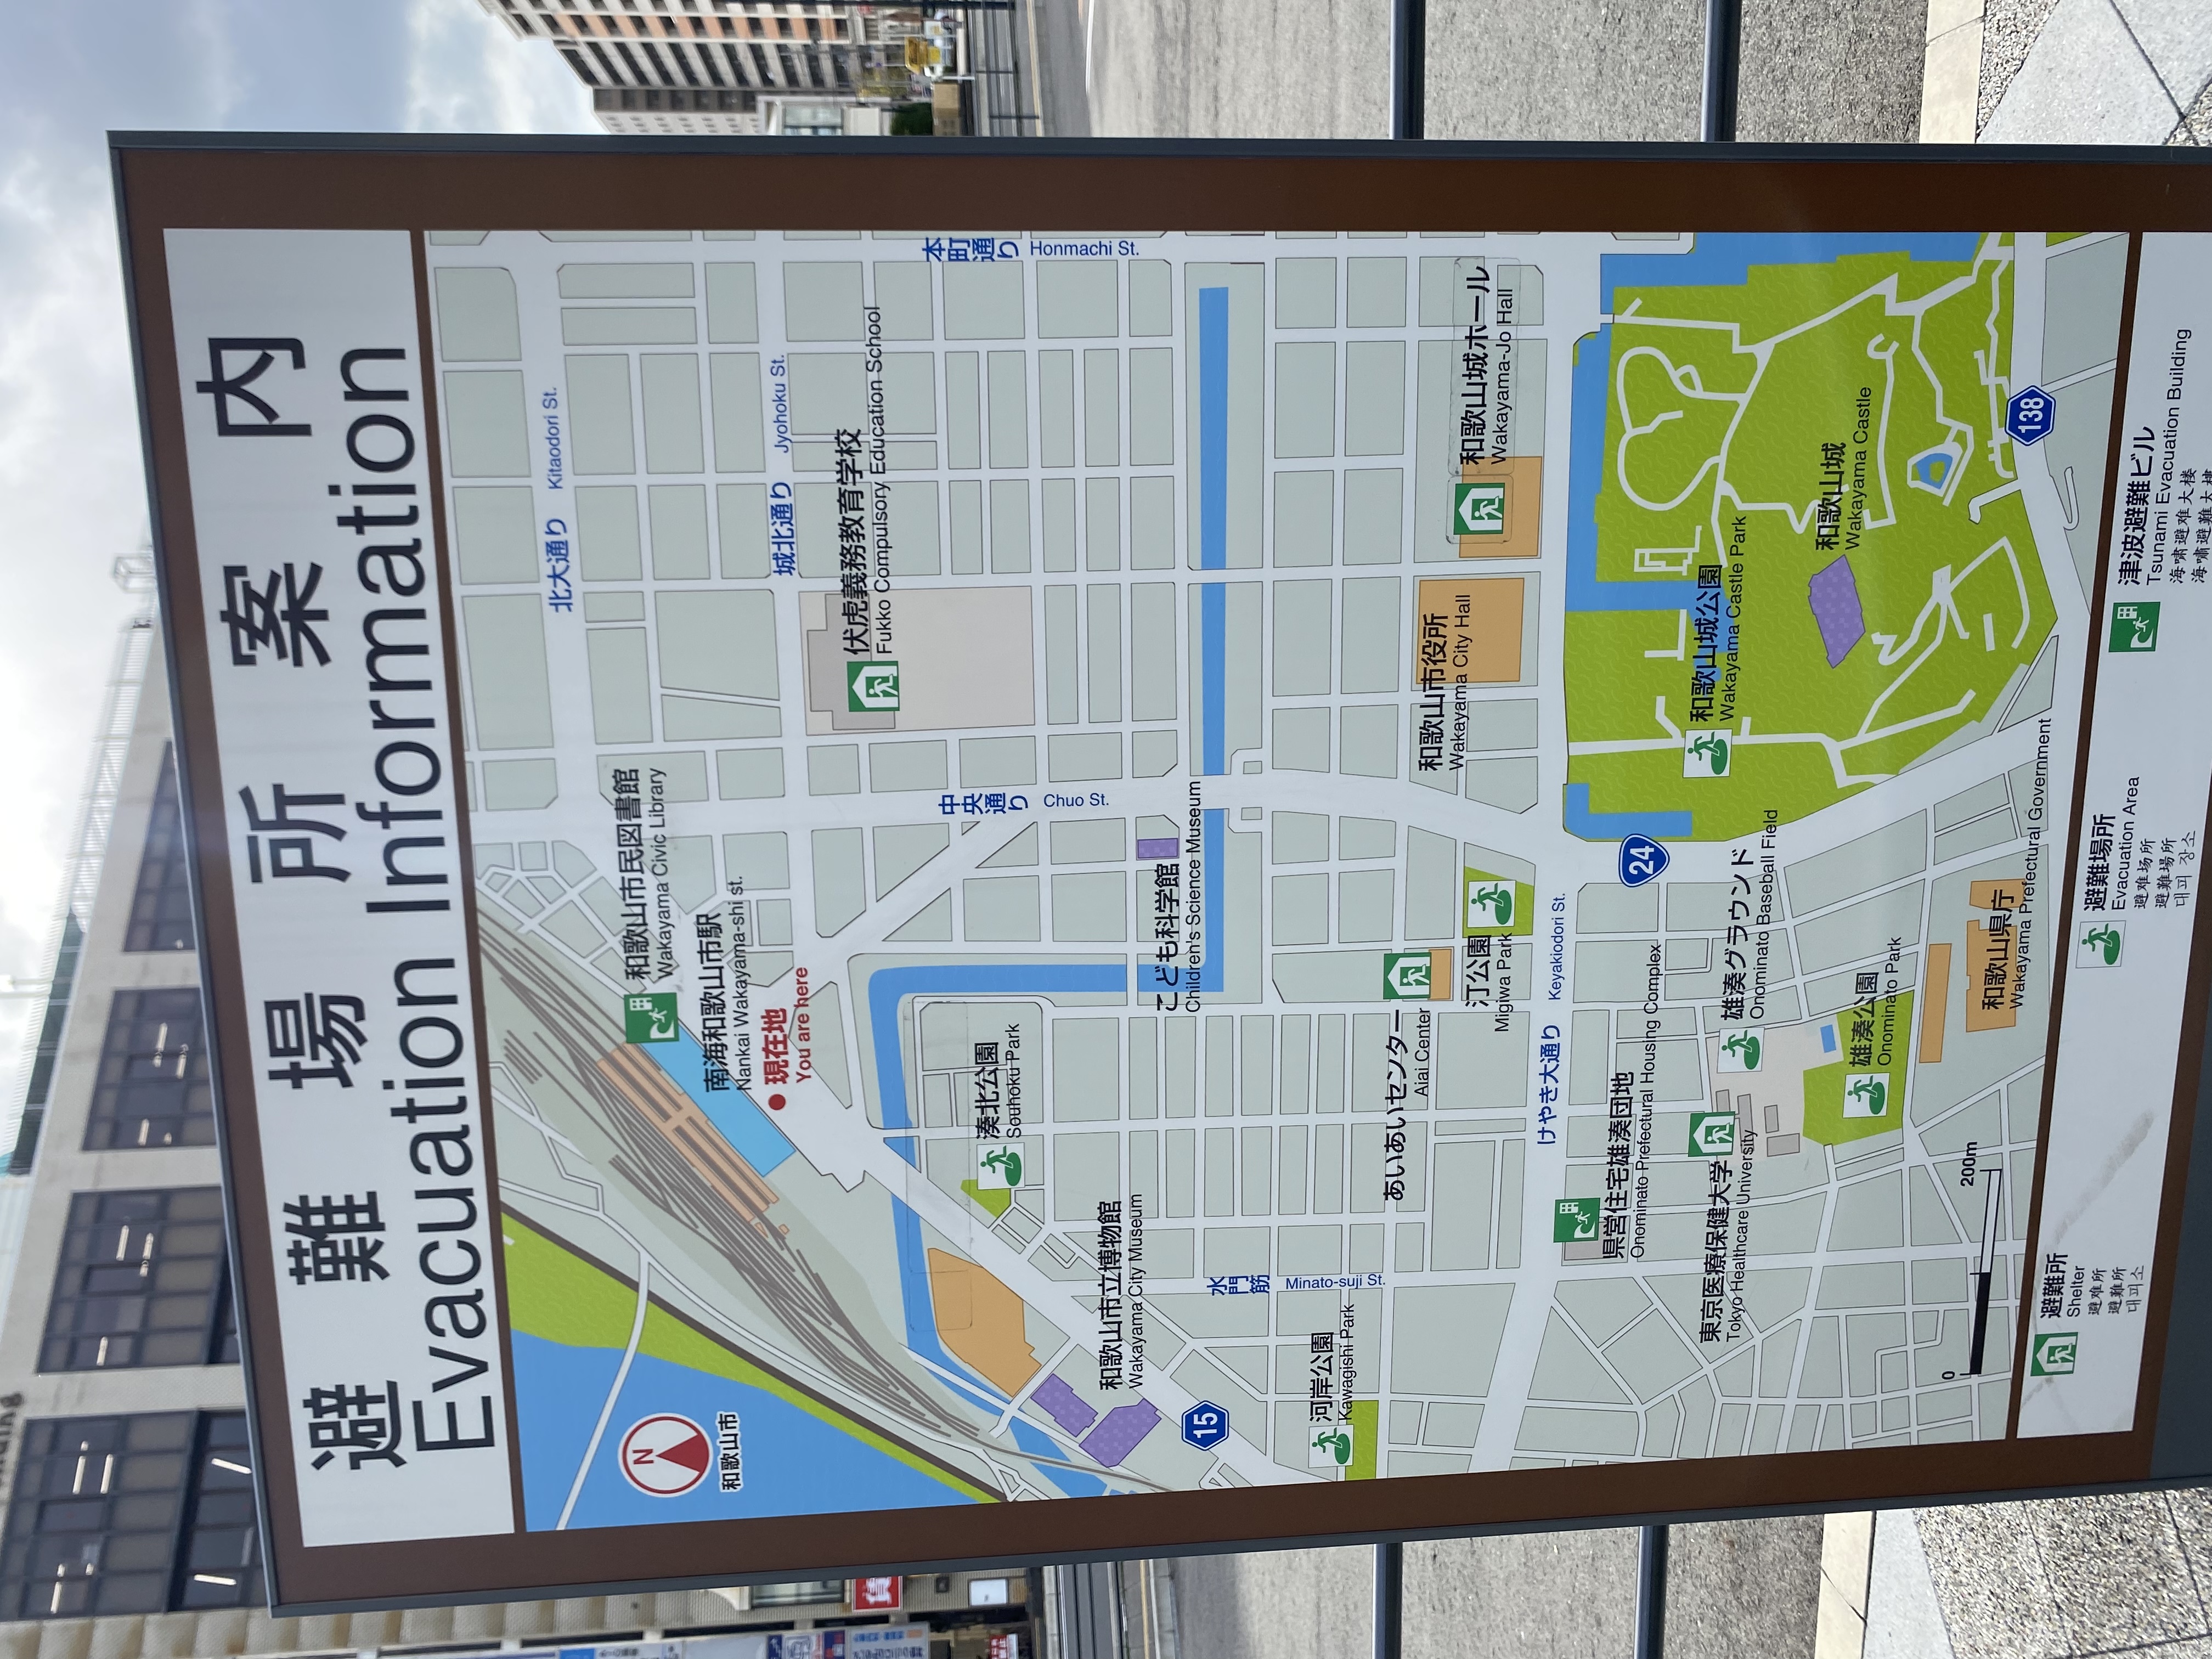 避難場所案内
Evacuation Information
北大通り Kitaodori St.
N
和歌山市
和歌山市民図書館
Wakayama Civic Library
南海和歌山市駅
Nankai Wakayama-shi st.
現在地
You are here
城北通り Jyohoku St.
伏虎義務教育学校
Fukko Compulsory Education School
中央通り Chuo St.
本町通り Honmachi St.
湊北公園
Souhoku Park
和歌山市立博物館
Wakayama City Museum
こども科学館
Children's Science Museum
15
水門筋 Minato-suji St.
河岸公園
Kawagishi Park
あいあいセンター
Aiai Center
和歌山市役所
Wakayama City Hall
和歌山城ホール
Wakayama-Jo Hall
汀公園
Migiwa Park
けやき大通り Keyakiodori St.
県営住宅雄湊団地
Onominato Prefectural Housing Complex
24
東京医療保健大学
Tokyo Healthcare University
雄湊グラウンド
Onominato Baseball Field
和歌山城公園
Wakayama Castle Park
和歌山城
Wakayama Castle
雄湊公園
Onominato Park
0 200m
和歌山県庁
Wakayama Prefectural Government
138
避難所
Shelter
避难所
避難所
대피소
避難場所
Evacuation Area
避难场所
避難場所
대피 장소
津波避難ビル
Tsunami Evacuation Building
海啸避难大楼
海嘯避難大樓
賃